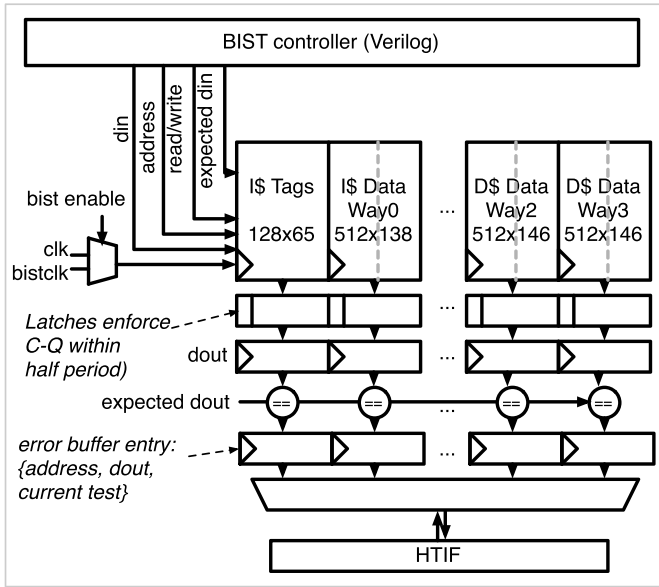 BIST controller (Verilog)
din
address
read/write
expected din
bist enable
clk
bistclk
I$ Tags
128x65
I$ Data
Way0
512x138
...
D$ Data
Way2
512x146
D$ Data
Way3
512x146
Latches enforce
C-Q within
half period)
...
dout
...
expected dout
==
==
...
==
==
error buffer entry:
{address, dout,
current test}
...
HTIF